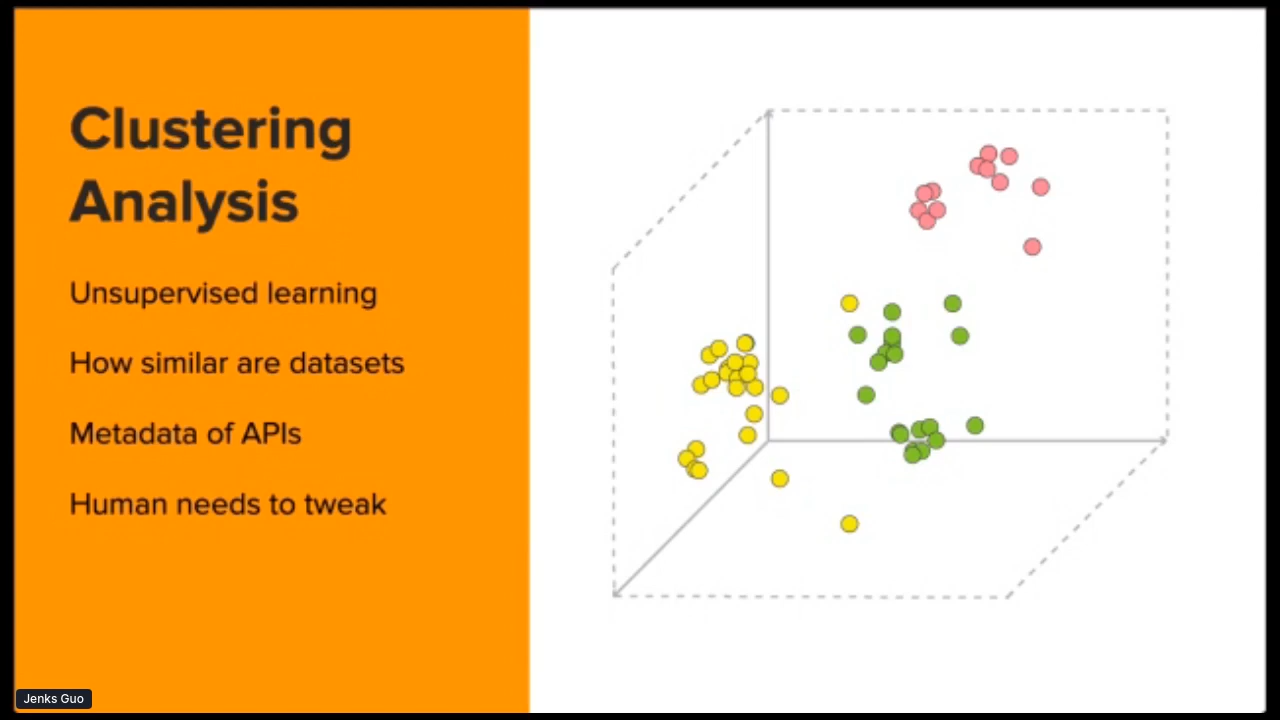 Clustering
Analysis
Unsupervised learning
How similar are datasets
Metadata of APIs
Human needs to tweak
Jenks Guo